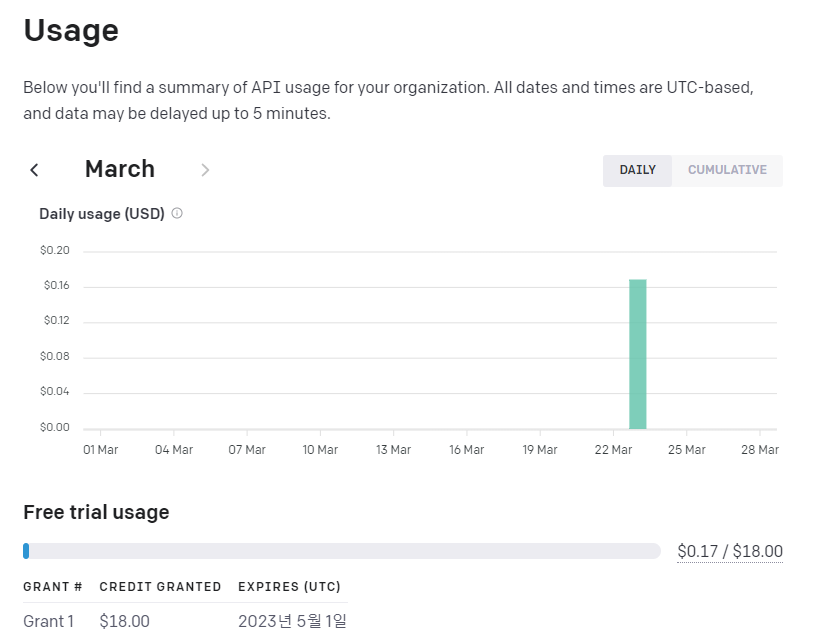 Usage
Below you'll find a summary of API usage for your organization. All dates and times are UTC-based,
and data may be delayed up to 5 minutes.
March
DAILY CUMULATIVE
Daily usage (USD)
$0.20
$0.16
$0.12
$0.08
$0.04
$0.00
01 Mar 04 Mar 07 Mar 10 Mar 13 Mar 16 Mar 19 Mar 22 Mar 25 Mar 28 Mar
Free trial usage
$0.17 / $18.00
GRANT # CREDIT GRANTED EXPIRES (UTC)
Grant 1 $18.00 2023년 5월 1일